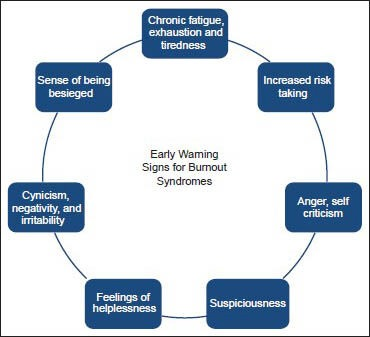 Chronic fatigue,
exhaustion and
tiredness
Increased risk
taking
Anger, self
criticism
Suspiciousness
Feelings of
helplessness
Cynicism,
negativity, and
irritability
Sense of being
besieged
Early Warning
Signs for Burnout
Syndromes